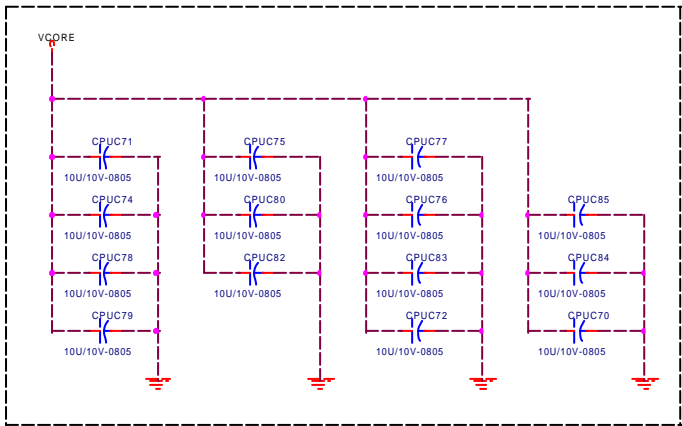 VCORE
CPUC71
10U/10V-0805
CPUC75
10U/10V-0805
CPUC77
10U/10V-0805
CPUC74
10U/10V-0805
CPUC80
10U/10V-0805
CPUC76
10U/10V-0805
CPUC85
10U/10V-0805
CPUC78
10U/10V-0805
CPUC82
10U/10V-0805
CPUC83
10U/10V-0805
CPUC84
10U/10V-0805
CPUC79
10U/10V-0805
CPUC72
10U/10V-0805
CPUC70
10U/10V-0805